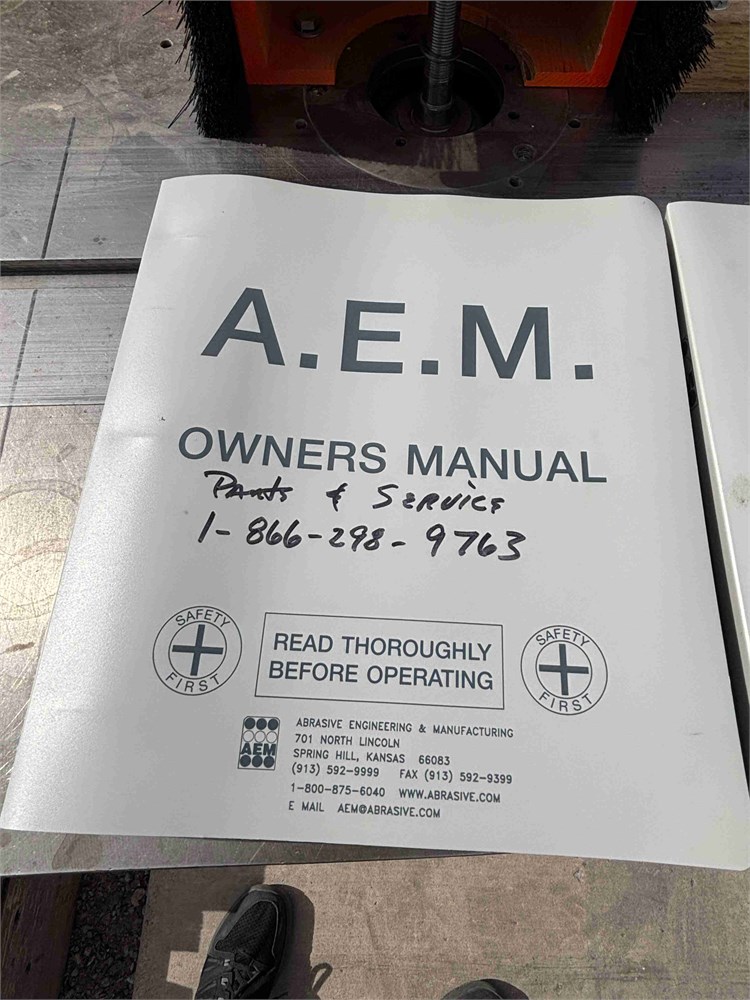 A.E.M.
OWNERS MANUAL
Parts & Service
1-866-298-9763
SAFETY FIRST
READ THOROUGHLY
BEFORE OPERATING
SAFETY FIRST
AEM
ABRASIVE ENGINEERING & MANUFACTURING
701 NORTH LINCOLN
SPRING HILL, KANSAS 66083
(913) 592-9999 FAX (913) 592-9399
1-800-875-6040 WWW.ABRASIVE.COM
E MAIL AEM@ABRASIVE.COM